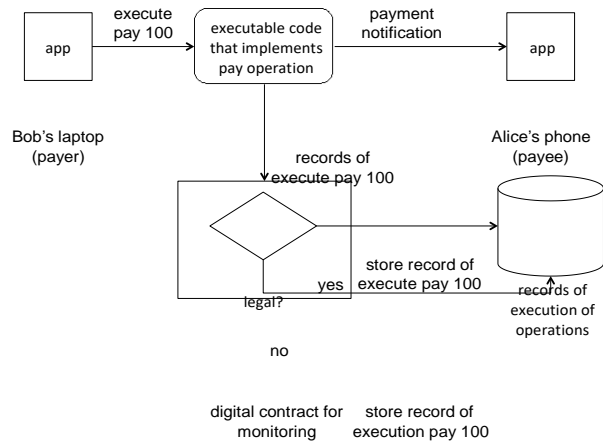 execute
pay 100
executable code
that implements
pay operation
payment
notification
app
app
Bob's laptop
(payer)
Alice's phone
(payee)
records of
execute pay 100
store record of
yes
execute pay 100
legal?
records of
execution of
operations
no
digital contract for
monitoring
store record of
execution pay 100